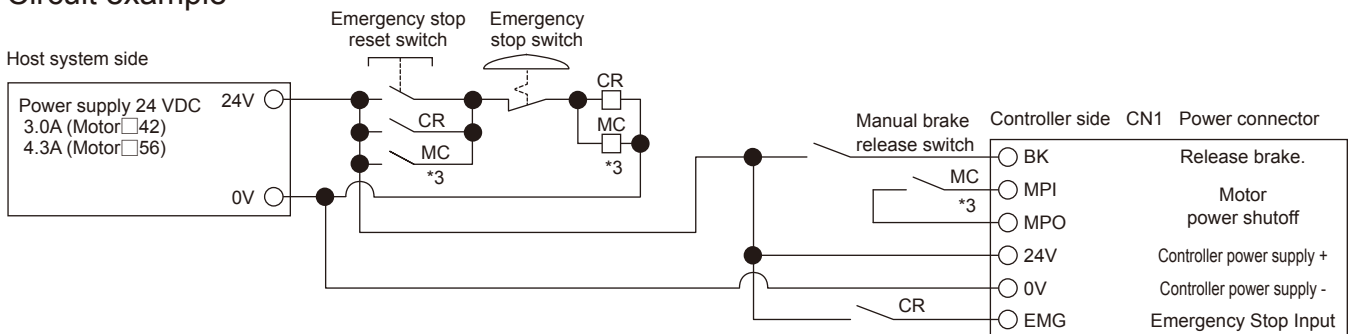 Circuit example
Emergency stop
reset switch
Emergency
stop switch
Host system side
Power supply 24 VDC
3.0A (Motor□42)
4.3A (Motor□56)
24V
0V
CR
MC
*3
CR
MC
*3
Manual brake
release switch
Controller side CN1 Power connector
BK Release brake.
MC
*3
MPI
MPO
Motor
power shutoff
24V Controller power supply +
0V Controller power supply -
CR
EMG Emergency Stop Input